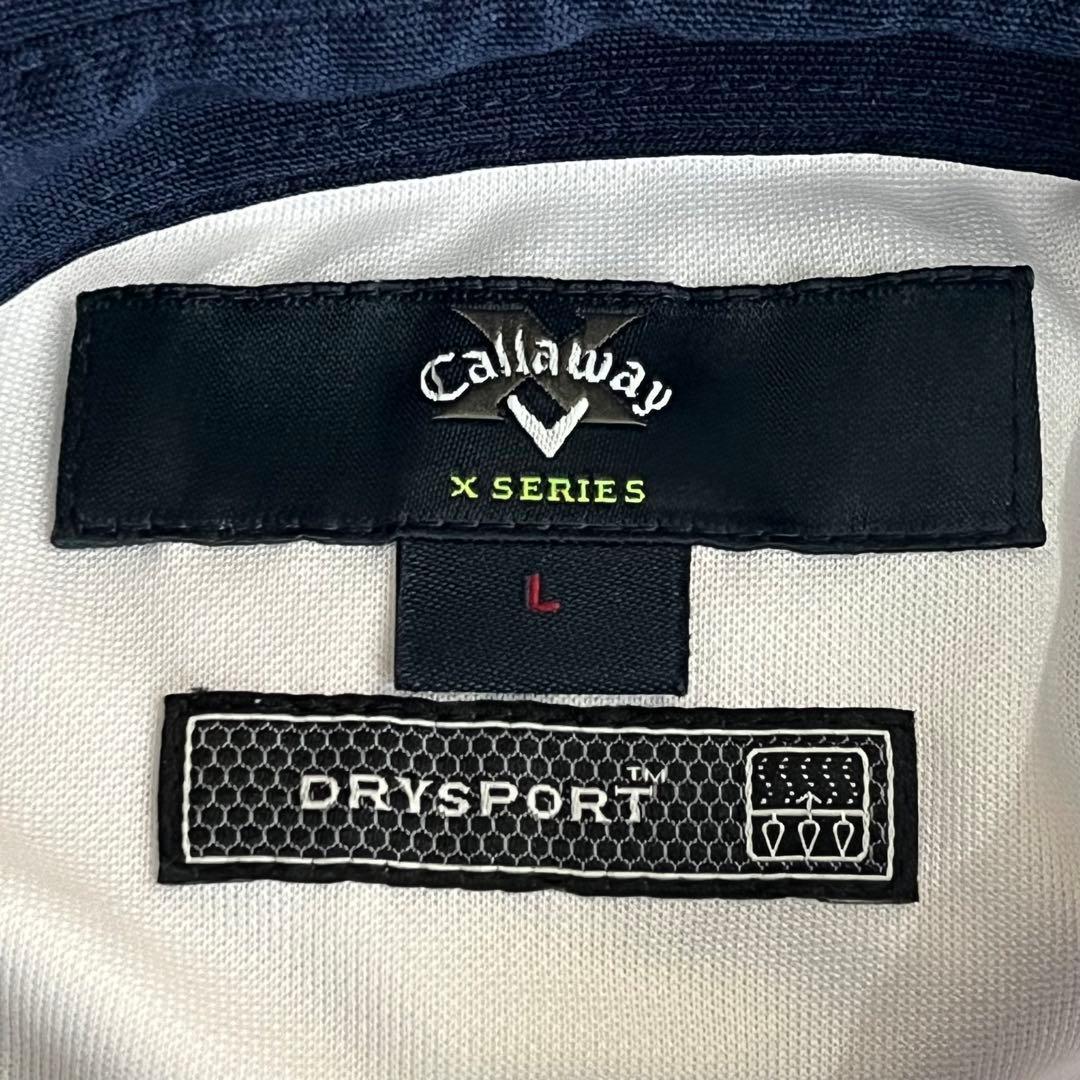 Callaway
X SERIES
L
DRYSPORT™